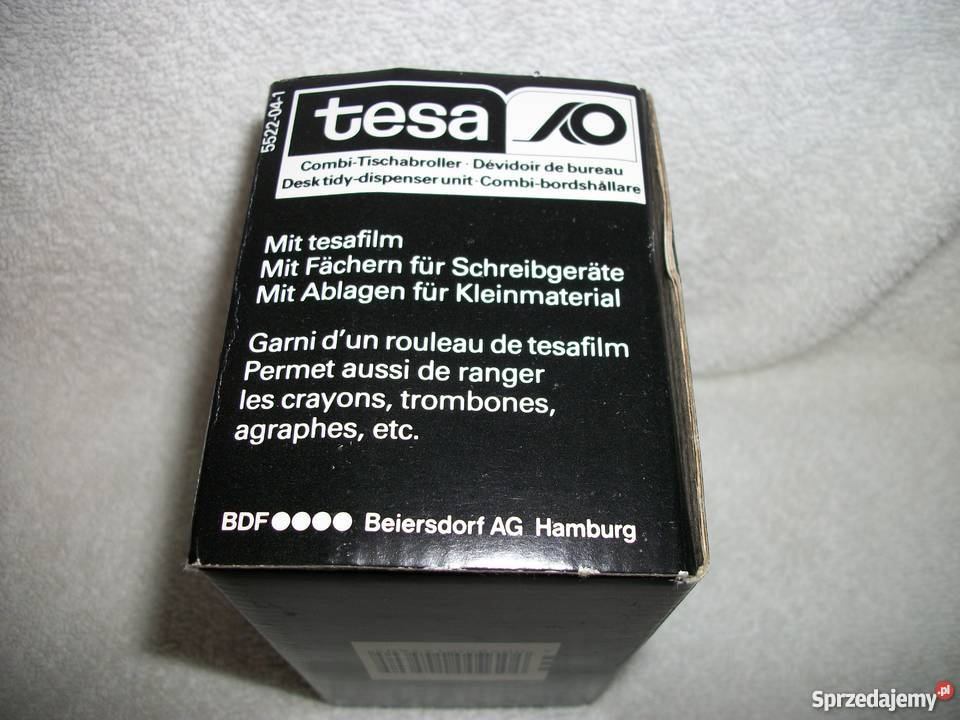 5522-04-1
tesa
Combi-Tischabroller · Dévidoir de bureau
Desk tidy-dispenser unit · Combi-bordshållare
Mit tesafilm
Mit Fächern für Schreibgeräte
Mit Ablagen für Kleinmaterial
Garni d'un rouleau de tesafilm
Permet aussi de ranger
les crayons, trombones,
agraphes, etc.
BDF●●●● Beiersdorf AG Hamburg
Sprzedajemy.pl